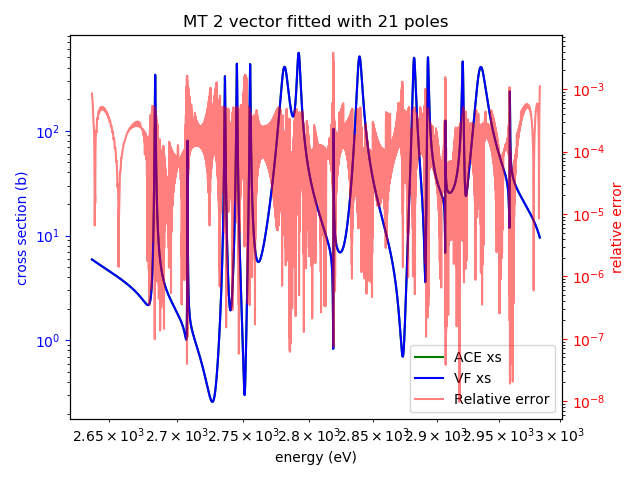 MT 2 vector fitted with 21 poles
cross section (b)
10²
10¹
10⁰
10⁻³
10⁻⁴
10⁻⁵
10⁻⁶
10⁻⁷
10⁻⁸
relative error
ACE xs
VF xs
Relative error
2.65×10³ 2.7×10³ 2.75×10³ 2.8×10³ 2.85×10³ 2.9×10³ 2.95×10³ 3×10³
energy (eV)